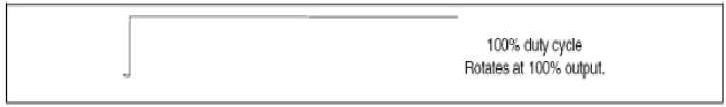 100% duty cycle
Rotates at 100% output.